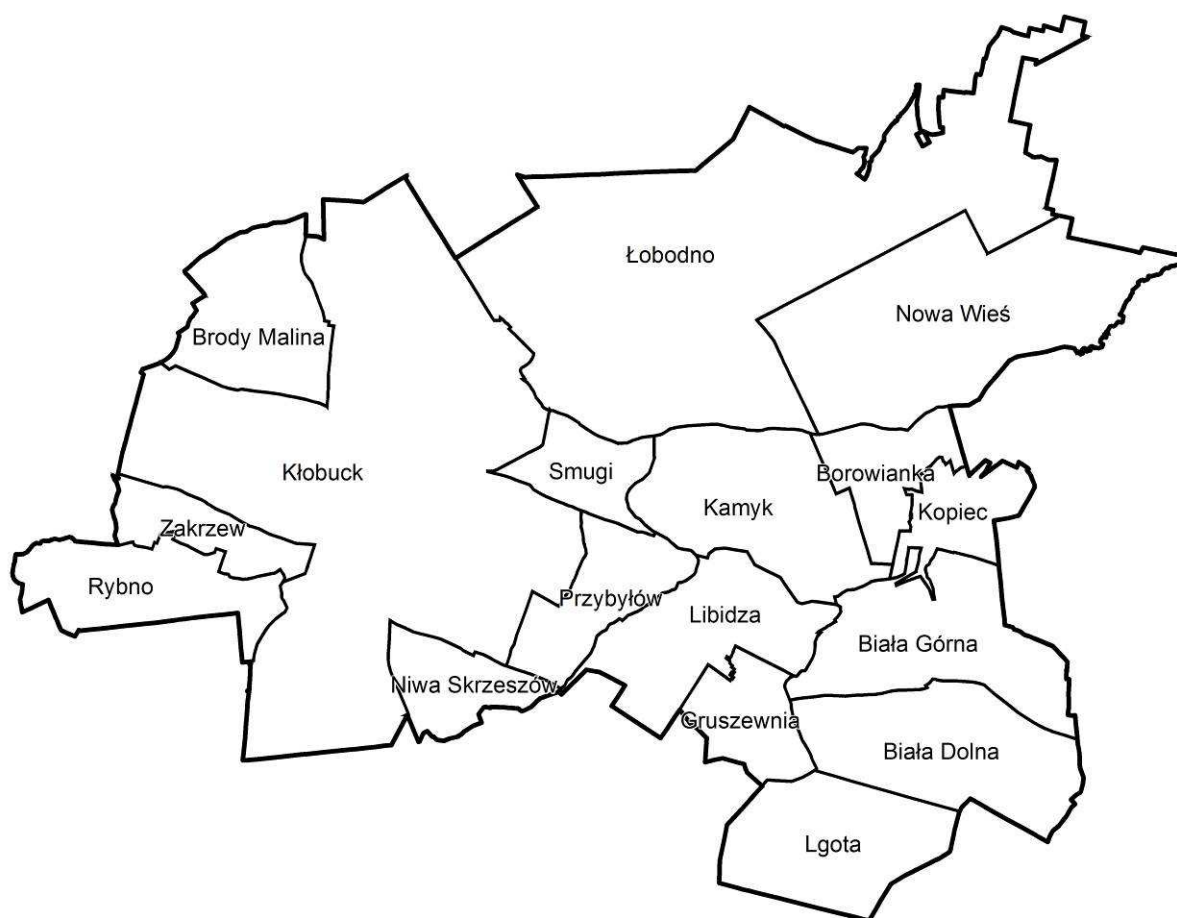 Łobodno
Nowa Wieś
Brody Malina
Kłobuck
Smugi
Borowianka
Kamyk
Kopiec
Zakrzew
Rybno
Przybyłów
Libidza
Biała Górna
Niwa Skrzeszów
Gruszewnia
Biała Dolna
Lgota